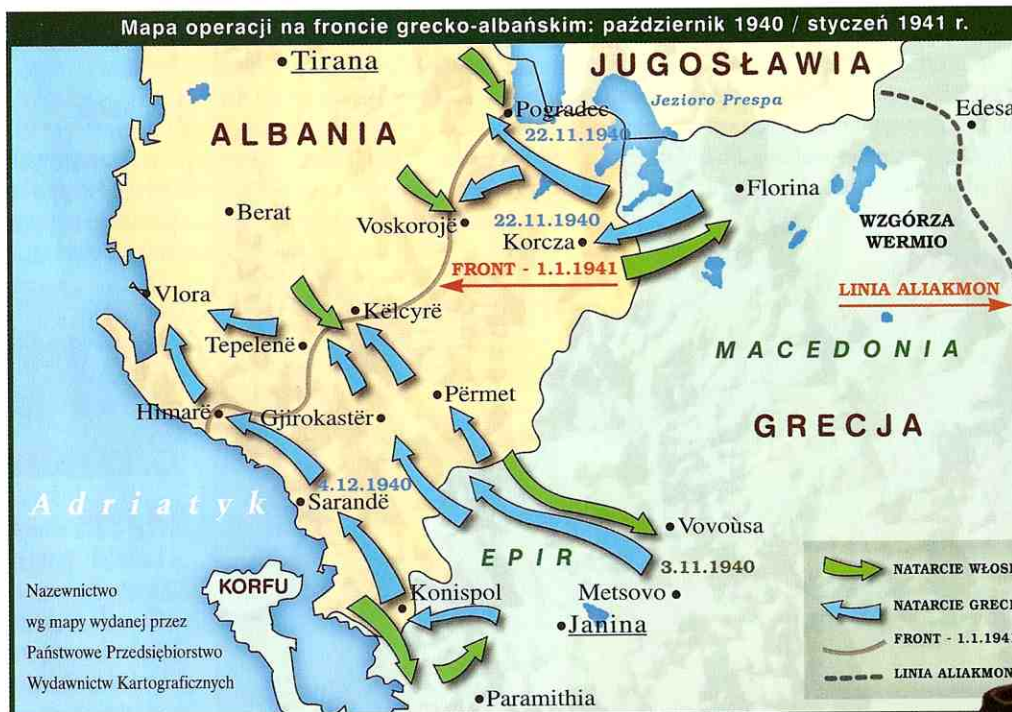 Mapa operacji na froncie grecko-albańskim: październik 1940 / styczeń 1941 r.
Tirana
JUGOSŁAWIA
Jezioro Prespa
Edesa
Pogradec
22.11.1940
ALBANIA
Florina
Berat
Voskorojë
22.11.1940
Korcza
WZGÓRZA
WERMIO
FRONT - 1.1.1941
LINIA ALIAKMON
Vlora
Këlcyrë
Tepelenë
MACEDONIA
Përmet
Himarë
Gjirokastër
GRECJA
4.12.1940
Adriatyk
Sarandë
Vovoùsa
EPIR
3.11.1940
KORFU
Konispol
Metsovo
Janina
Paramithia
Nazewnictwo
wg mapy wydanej przez
Państwowe Przedsiębiorstwo
Wydawnictw Kartograficznych
NATARCIE WŁOSK
NATARCIE GRECK
FRONT - 1.1.1941
LINIA ALIAKMON